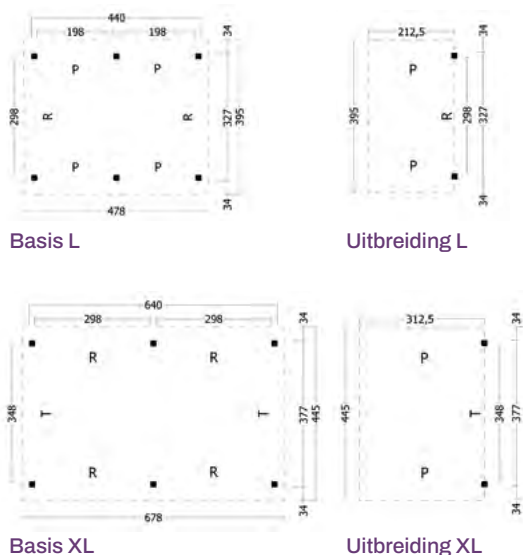 440
34
198
198
P
P
298
R
R
327
395
P
P
34
478
Basis L
212,5
34
P
395
R
298
327
P
34
Uitbreiding L
640
34
298
298
R
R
348
T
T
377
445
R
R
34
678
Basis XL
312,5
34
P
445
T
348
377
P
34
Uitbreiding XL